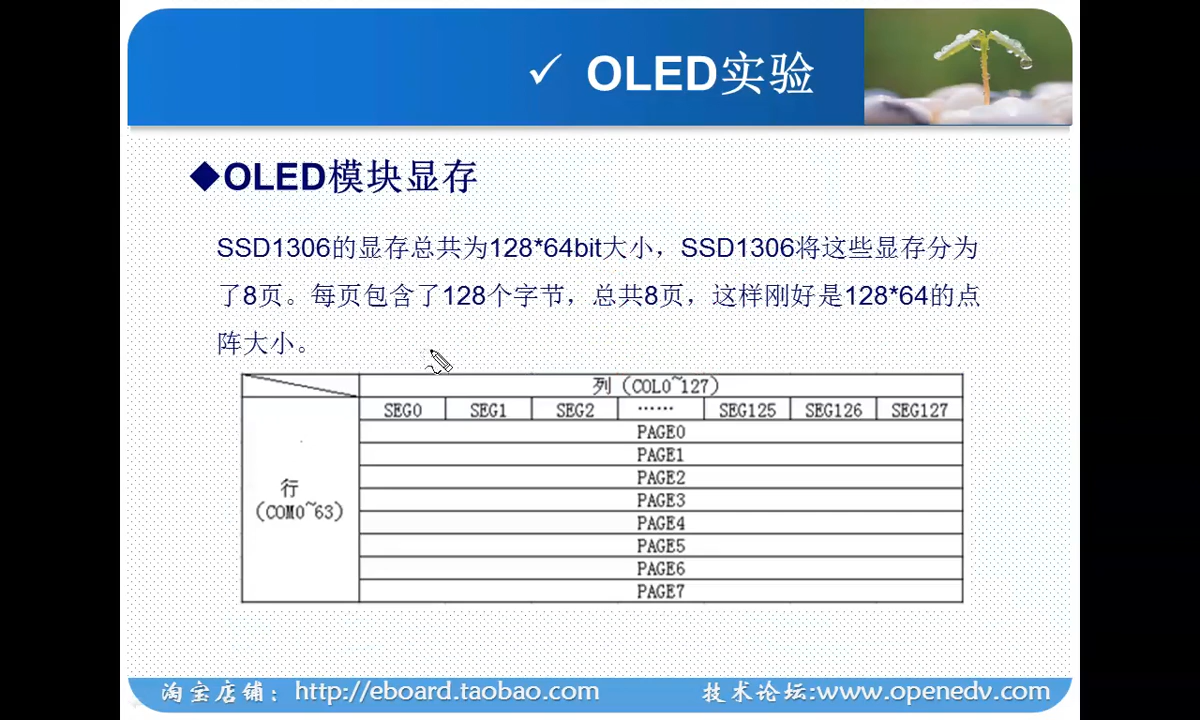 ✓ OLED实验
◆OLED模块显存
SSD1306的显存总共为128*64bit大小，SSD1306将这些显存分为
了8页。每页包含了128个字节，总共8页，这样刚好是128*64的点
阵大小。
列（COL0~127）
SEG0 SEG1 SEG2 …… SEG125 SEG126 SEG127
行
（COM0~63）
PAGE0
PAGE1
PAGE2
PAGE3
PAGE4
PAGE5
PAGE6
PAGE7
淘宝店铺：http://eboard.taobao.com 技术论坛:www.openedv.com